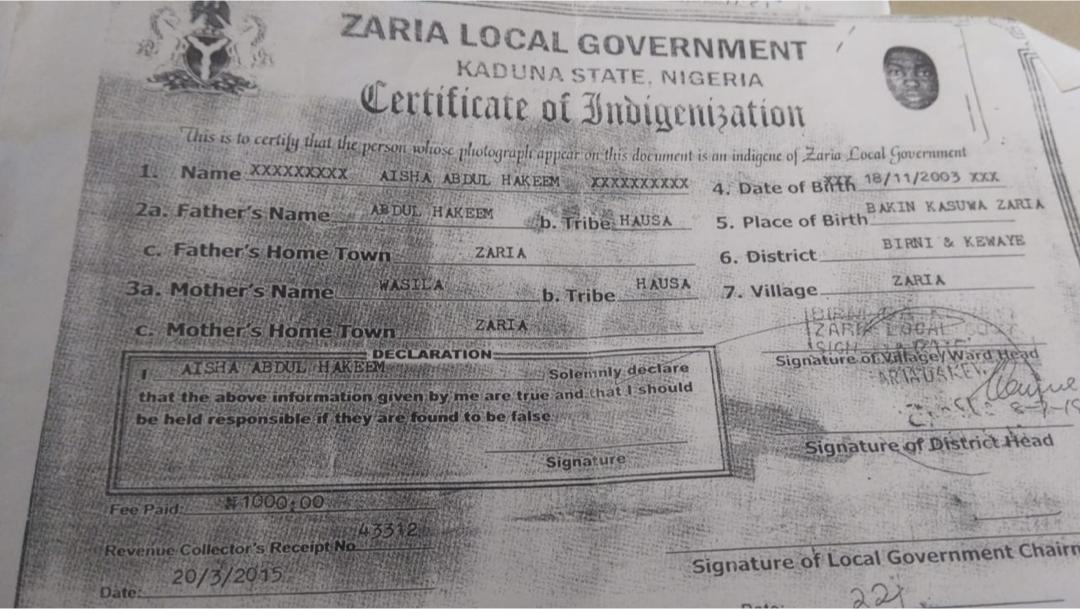 ZARIA LOCAL GOVERNMENT
KADUNA STATE, NIGERIA
Certificate of Indigenization
This is to certify that the person whose photograph appear on this document is an indigene of Zaria Local Government
1. Name XXXXXXXXX AISHA ABDUL HAKEEM XXXXXXXXXX
4. Date of Birth XXX 18/11/2003 XXX
2a. Father's Name ABDUL HAKEEM b. Tribe HAUSA
5. Place of Birth BAKIN KASUWA ZARIA
c. Father's Home Town ZARIA
6. District BIRNI & KEWAYE
3a. Mother's Name WASILA b. Tribe HAUSA
7. Village ZARIA
c. Mother's Home Town ZARIA
ZARIA LOCAL
SIGN
Signature of Village/Ward Head
DECLARATION
I AISHA ABDUL HAKEEM Solemnly declare
that the above information given by me are true and that I should
be held responsible if they are found to be false
Signature
Signature of District Head
Fee Paid: ₦1000:00
Revenue Collector's Receipt No 43312
Date: 20/3/2015
Signature of Local Government Chairm
221